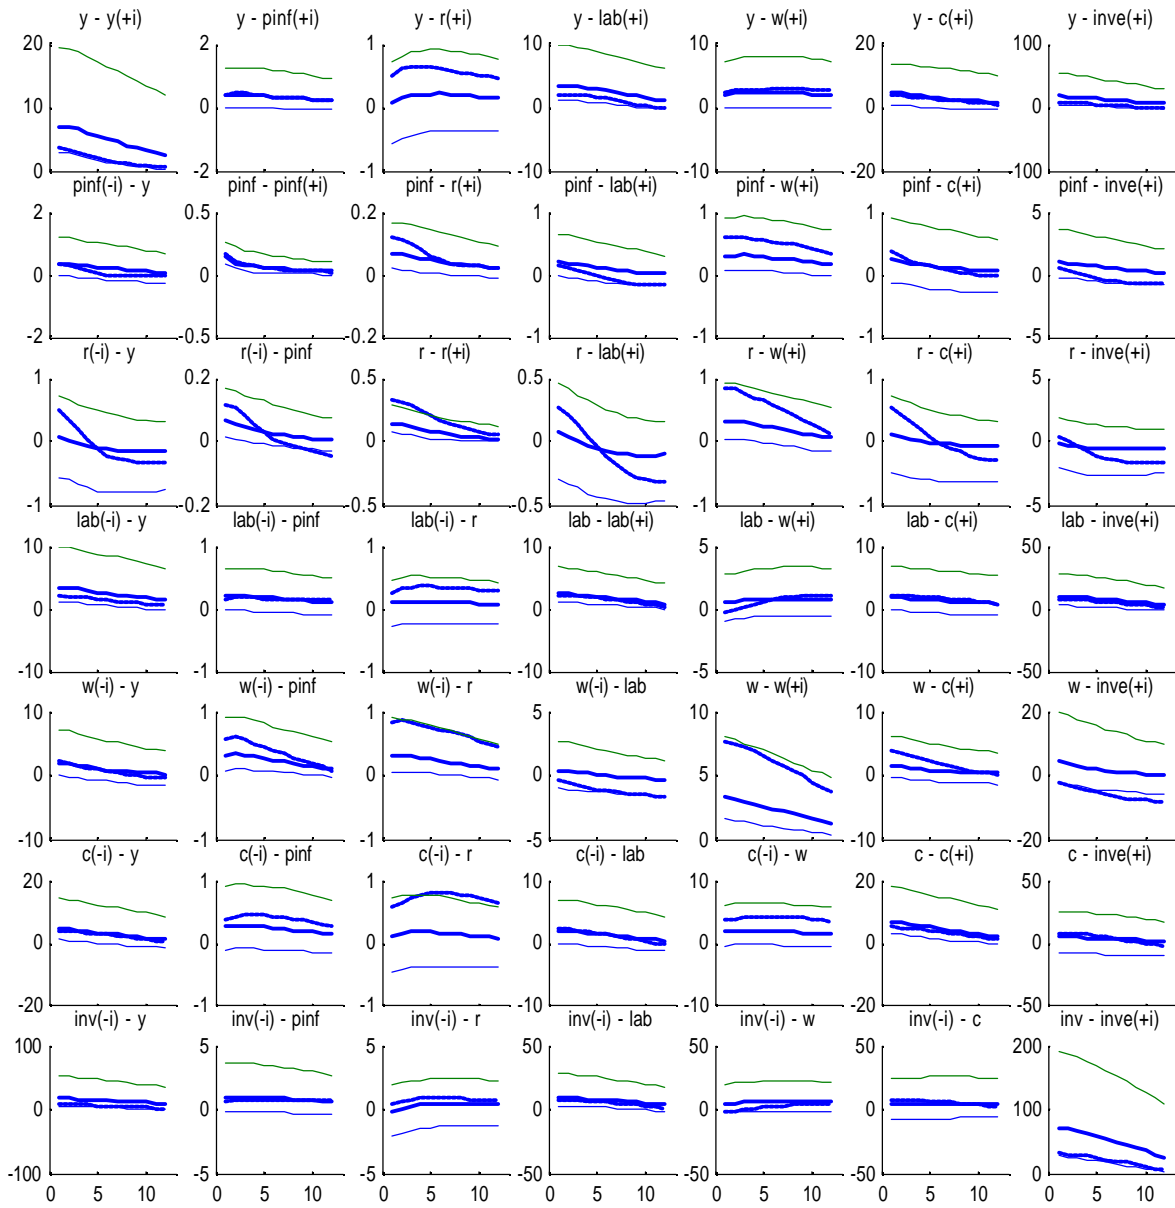 y - y(+i) y - pinf(+i) y - r(+i) y - lab(+i) y - w(+i) y - c(+i) y - inve(+i)
20 2 1 10 10 20 100
10 0 0 0 0 0 0
0 -2 -1 -10 -10 -20 -100
pinf(-i) - y pinf - pinf(+i) pinf - r(+i) pinf - lab(+i) pinf - w(+i) pinf - c(+i) pinf - inve(+i)
2 0.5 0.2 1 1 1 5
0 0 0 0 0 0 0
-2 -0.5 -0.2 -1 -1 -1 -5
r(-i) - y r(-i) - pinf r - r(+i) r - lab(+i) r - w(+i) r - c(+i) r - inve(+i)
1 0.2 0.5 0.5 1 1 5
0 0 0 0 0 0 0
-1 -0.2 -0.5 -0.5 -1 -1 -5
lab(-i) - y lab(-i) - pinf lab(-i) - r lab - lab(+i) lab - w(+i) lab - c(+i) lab - inve(+i)
10 1 1 10 5 10 50
0 0 0 0 0 0 0
-10 -1 -1 -10 -5 -10 -50
w(-i) - y w(-i) - pinf w(-i) - r w(-i) - lab w - w(+i) w - c(+i) w - inve(+i)
10 1 1 5 10 10 20
0 0 0 0 5 0 0
-10 -1 -1 -5 0 -10 -20
c(-i) - y c(-i) - pinf c(-i) - r c(-i) - lab c(-i) - w c - c(+i) c - inve(+i)
20 1 1 10 10 20 50
0 0 0 0 0 0 0
-20 -1 -1 -10 -10 -20 -50
inv(-i) - y inv(-i) - pinf inv(-i) - r inv(-i) - lab inv(-i) - w inv(-i) - c inv - inve(+i)
100 5 5 50 50 50 200
0 0 0 0 0 0 100
-100 -5 -5 -50 -50 -50 0
0 5 10 0 5 10 0 5 10 0 5 10 0 5 10 0 5 10 0 5 10